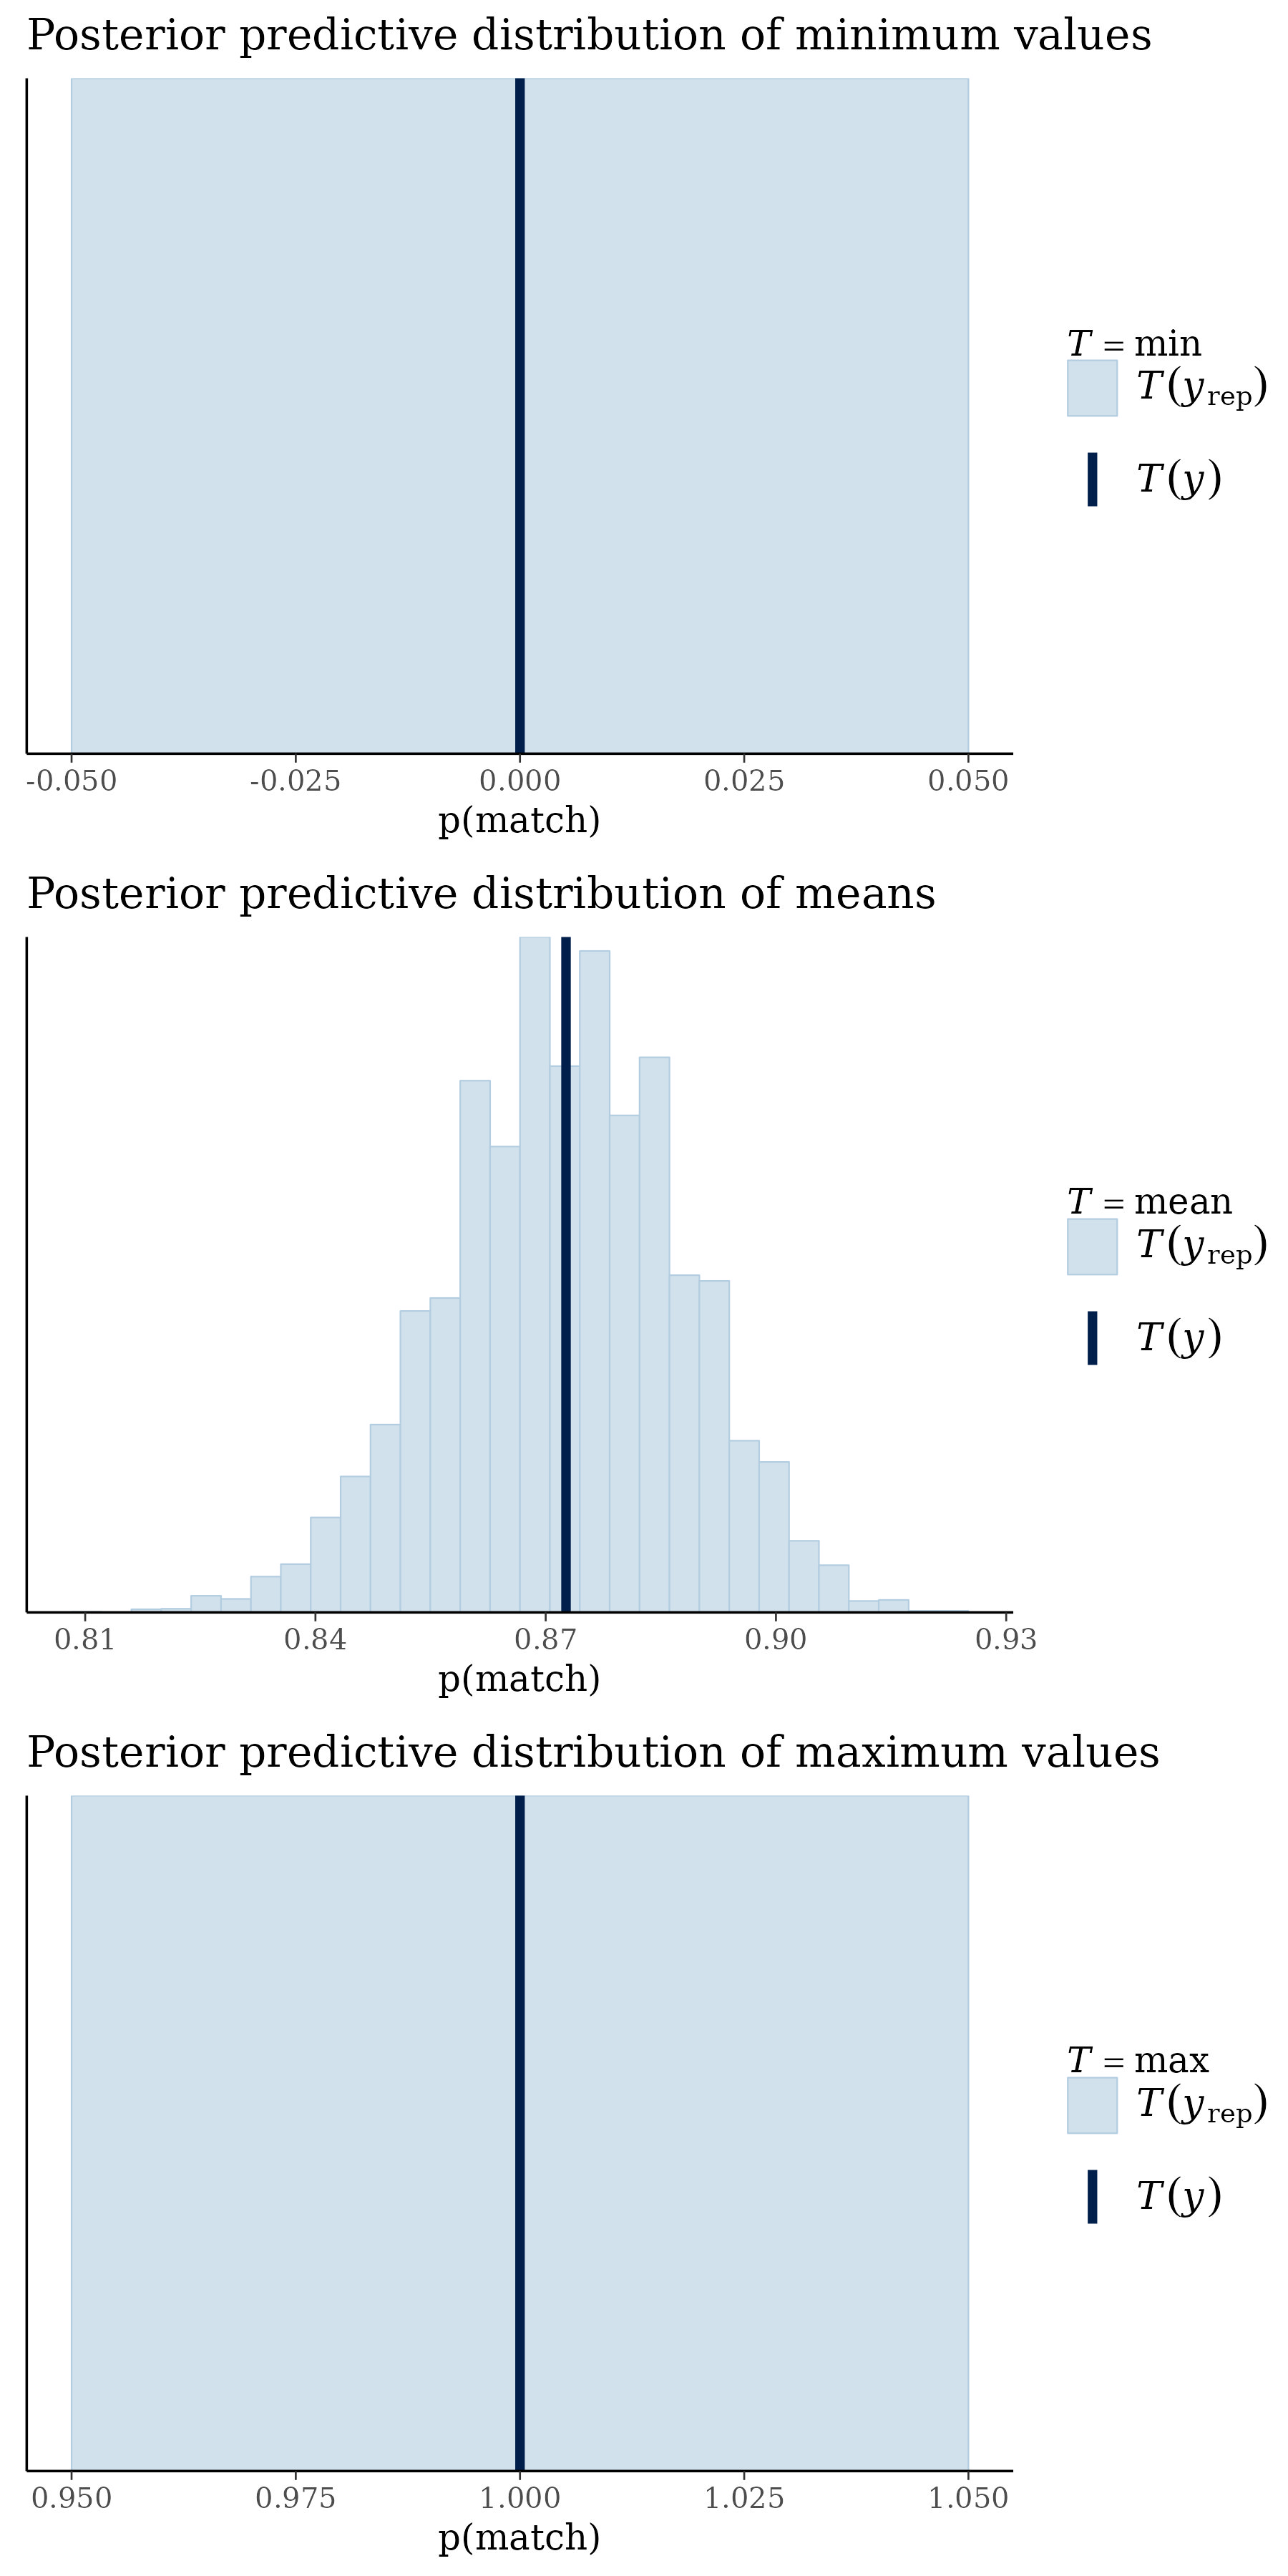 Posterior predictive distribution of minimum values
T = min
T(yrep)
T(y)
-0.050 -0.025 0.000 0.025 0.050
p(match)
Posterior predictive distribution of means
T = mean
T(yrep)
T(y)
0.81 0.84 0.87 0.90 0.93
p(match)
Posterior predictive distribution of maximum values
T = max
T(yrep)
T(y)
0.950 0.975 1.000 1.025 1.050
p(match)